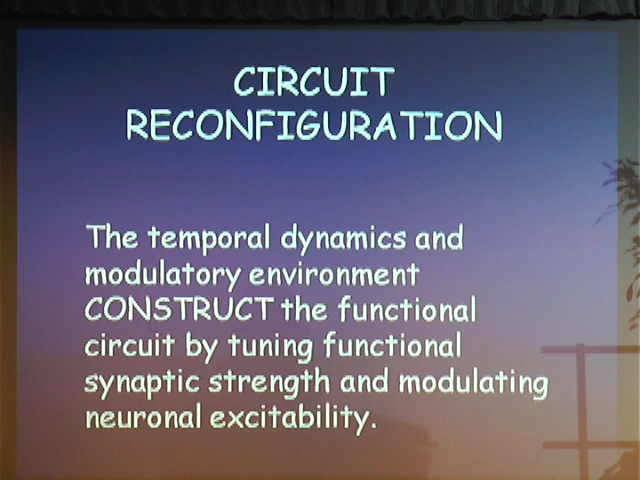 CIRCUIT
RECONFIGURATION
The temporal dynamics and
modulatory environment
CONSTRUCT the functional
circuit by tuning functional
synaptic strength and modulating
neuronal excitability.